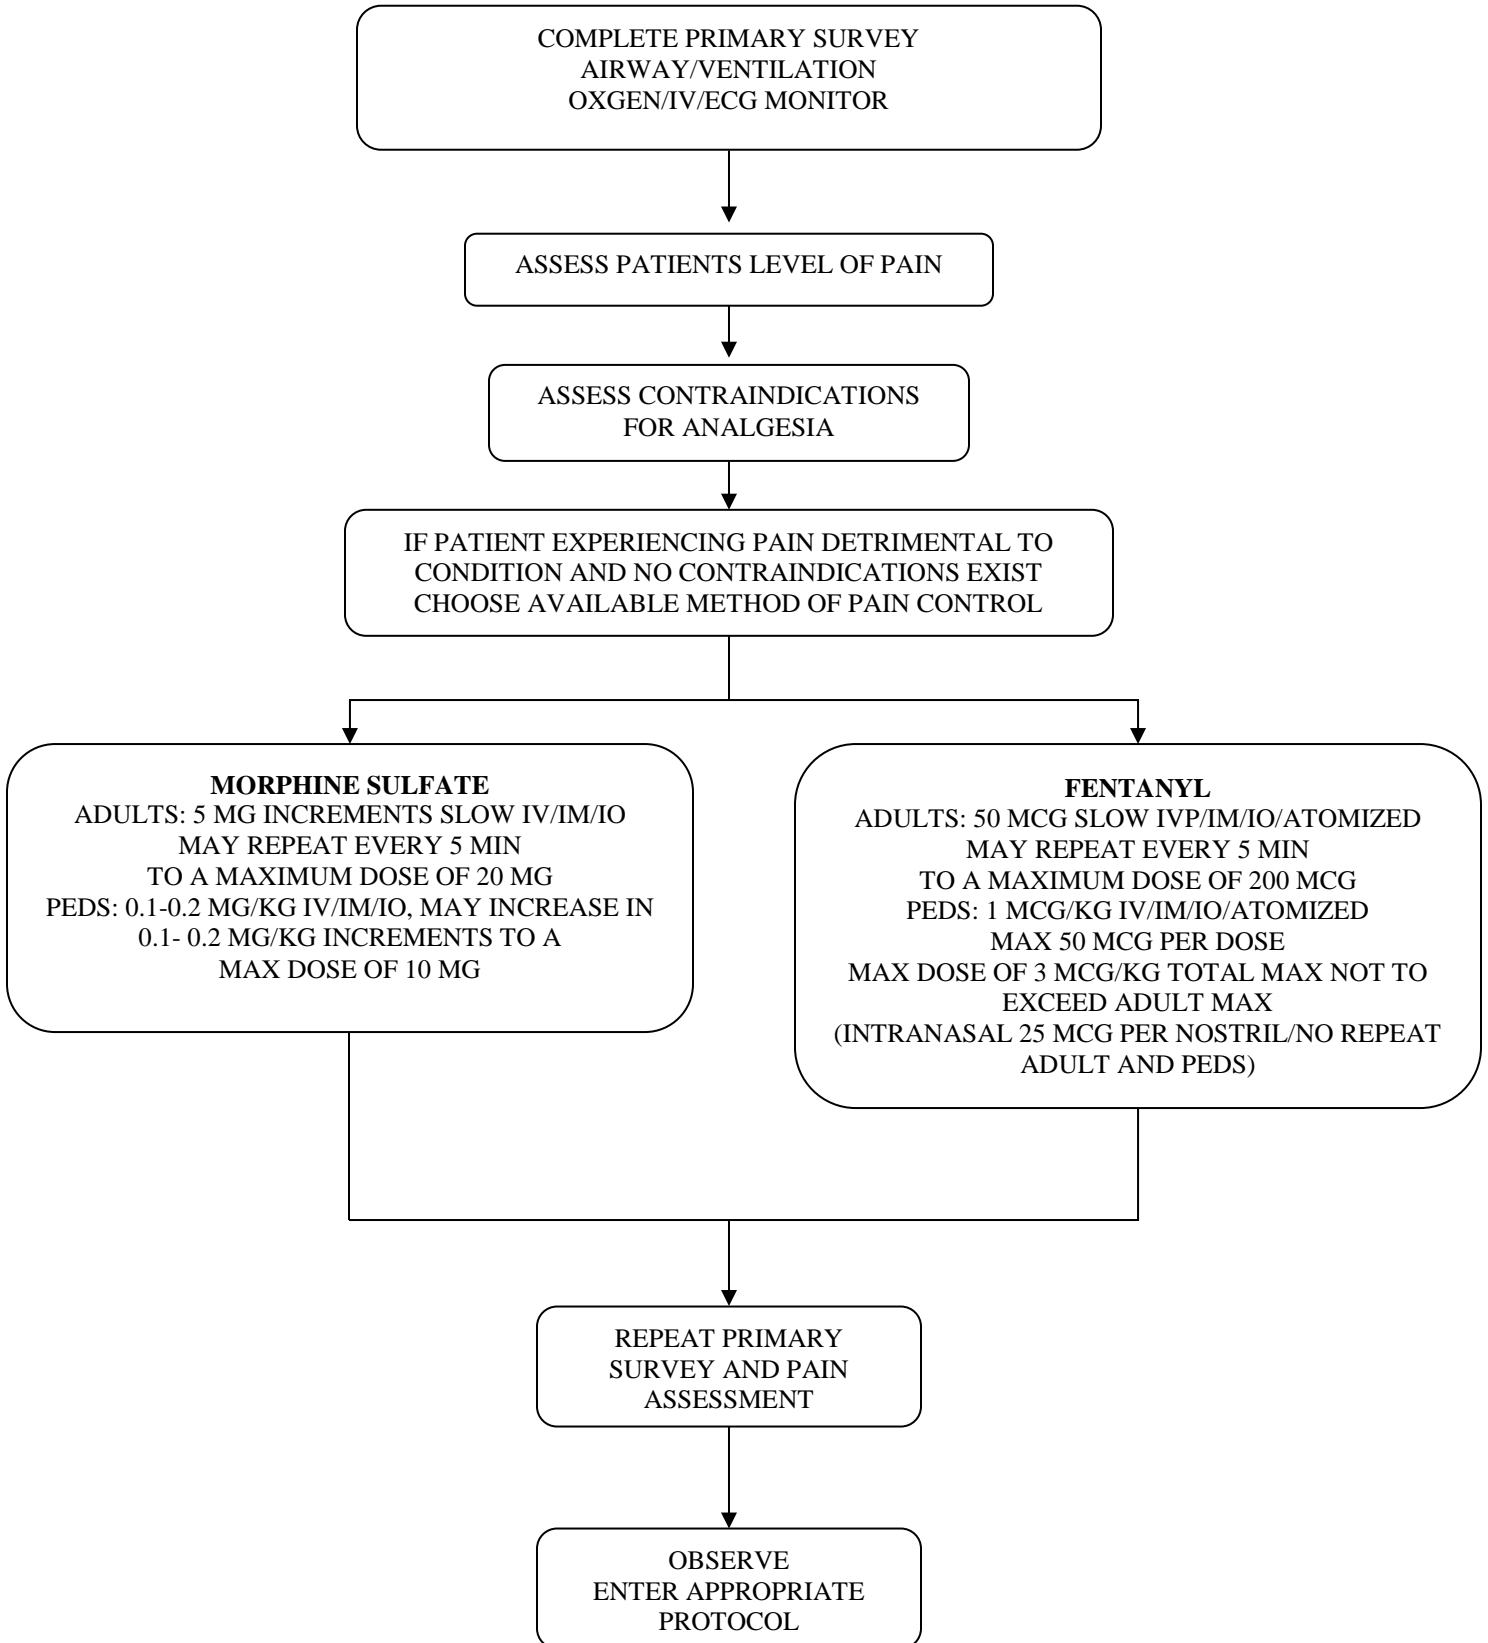 COMPLETE PRIMARY SURVEY
AIRWAY/VENTILATION
OXGEN/IV/ECG MONITOR
ASSESS PATIENTS LEVEL OF PAIN
ASSESS CONTRAINDICATIONS
FOR ANALGESIA
IF PATIENT EXPERIENCING PAIN DETRIMENTAL TO
CONDITION AND NO CONTRAINDICATIONS EXIST
CHOOSE AVAILABLE METHOD OF PAIN CONTROL
MORPHINE SULFATE
ADULTS: 5 MG INCREMENTS SLOW IV/IM/IO
MAY REPEAT EVERY 5 MIN
TO A MAXIMUM DOSE OF 20 MG
PEDS: 0.1-0.2 MG/KG IV/IM/IO, MAY INCREASE IN
0.1- 0.2 MG/KG INCREMENTS TO A
MAX DOSE OF 10 MG
FENTANYL
ADULTS: 50 MCG SLOW IVP/IM/IO/ATOMIZED
MAY REPEAT EVERY 5 MIN
TO A MAXIMUM DOSE OF 200 MCG
PEDS: 1 MCG/KG IV/IM/IO/ATOMIZED
MAX 50 MCG PER DOSE
MAX DOSE OF 3 MCG/KG TOTAL MAX NOT TO
EXCEED ADULT MAX
(INTRANASAL 25 MCG PER NOSTRIL/NO REPEAT
ADULT AND PEDS)
REPEAT PRIMARY
SURVEY AND PAIN
ASSESSMENT
OBSERVE
ENTER APPROPRIATE
PROTOCOL